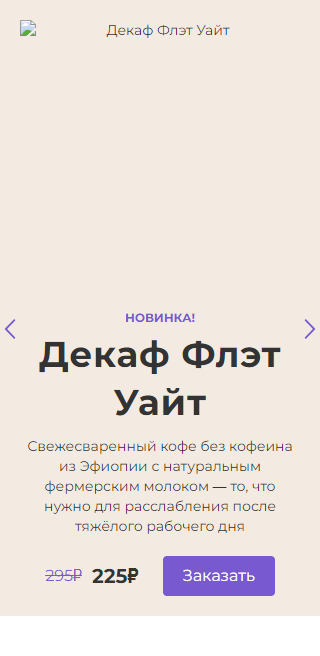 Декаф Флэт Уайт
НОВИНКА!
Декаф Флэт
Уайт
Свежесваренный кофе без кофеина
из Эфиопии с натуральным
фермерским молоком — то, что
нужно для расслабления после
тяжёлого рабочего дня
295₽ 225₽ Заказать